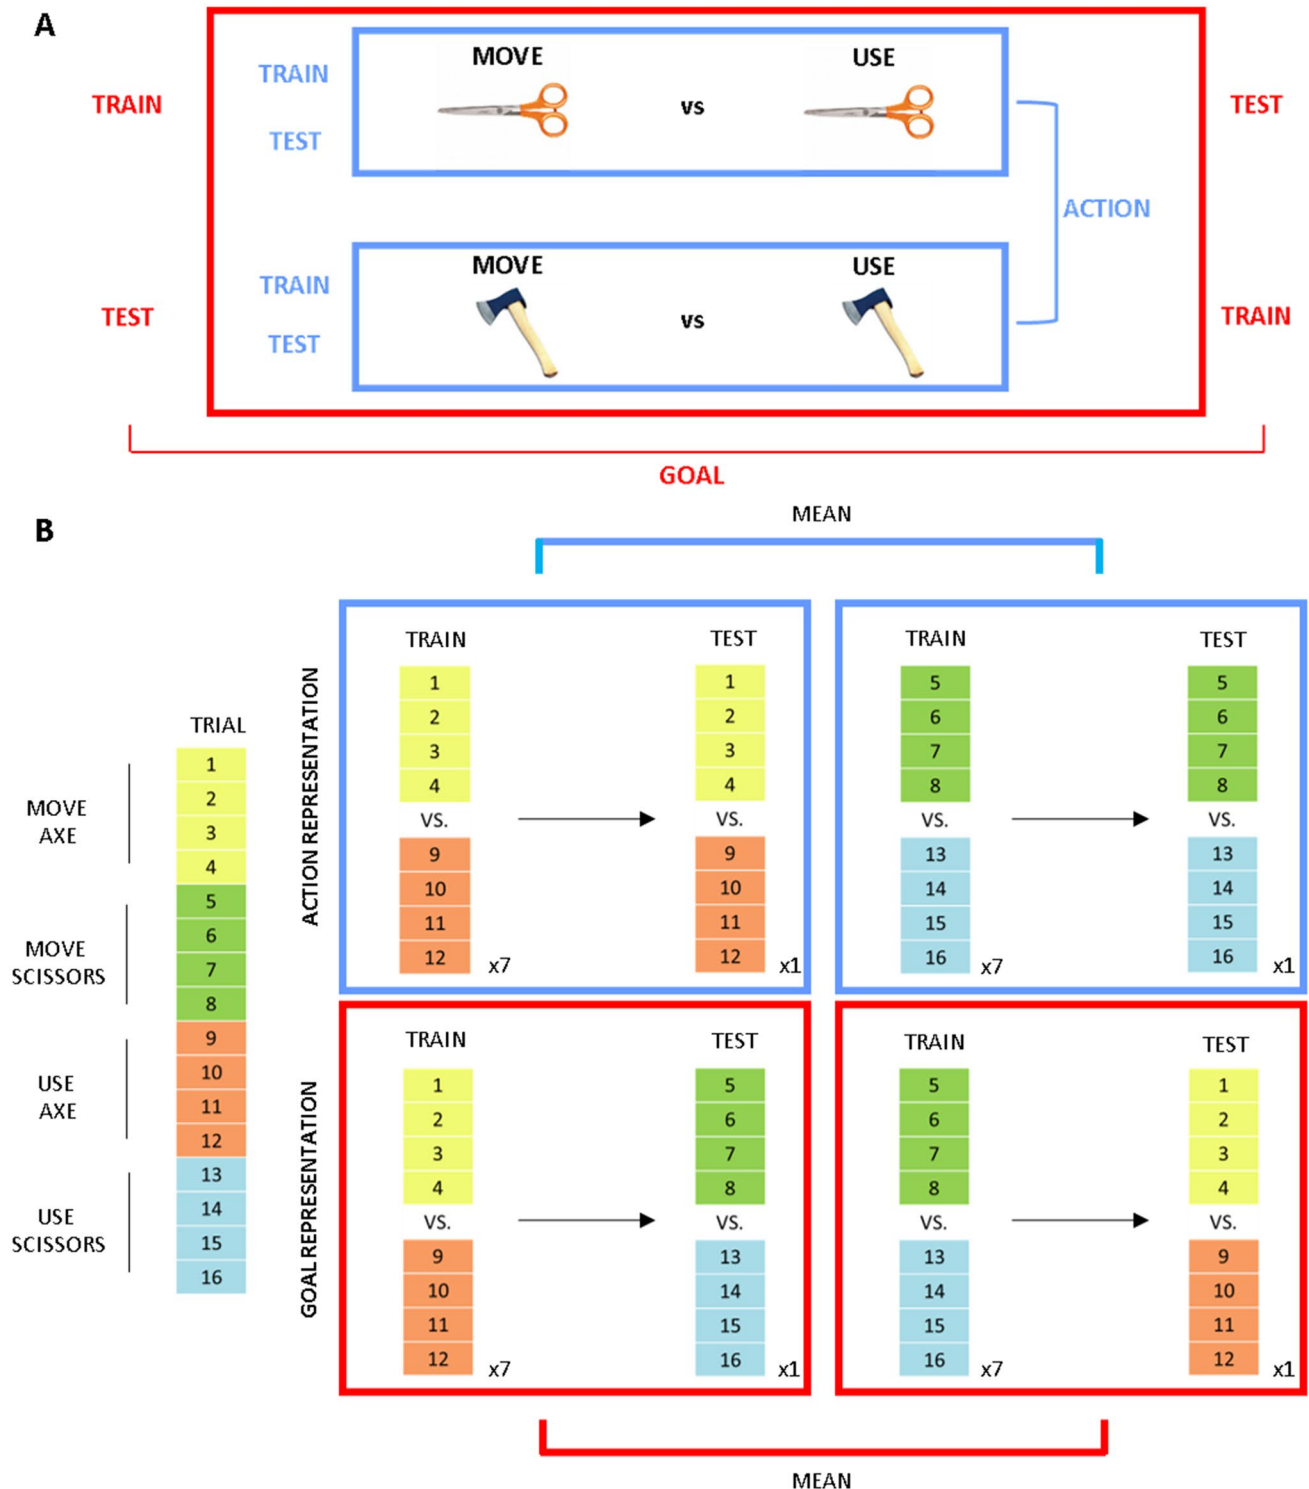 A
MOVE
USE
TRAIN
TRAIN
vs
TEST
TEST
ACTION
MOVE
USE
TRAIN
TEST
vs
TRAIN
TEST
GOAL
B
MEAN
TRIAL
1
2
3
4
5
6
7
8
9
10
11
12
13
14
15
16
MOVE
AXE
MOVE
SCISSORS
USE
AXE
USE
SCISSORS
ACTION REPRESENTATION
TRAIN
1
2
3
4
VS.
9
10
11
12
x7
TEST
1
2
3
4
VS.
9
10
11
12
x1
TRAIN
5
6
7
8
VS.
13
14
15
16
x7
TEST
5
6
7
8
VS.
13
14
15
16
x1
GOAL REPRESENTATION
TRAIN
1
2
3
4
VS.
9
10
11
12
x7
TEST
5
6
7
8
VS.
13
14
15
16
x1
TRAIN
5
6
7
8
VS.
13
14
15
16
x7
TEST
1
2
3
4
VS.
9
10
11
12
x1
MEAN